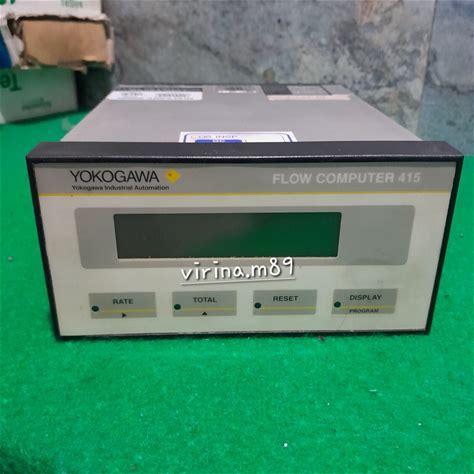 YOKOGAWA
Yokogawa Industrial Automation
FLOW COMPUTER 415
virina.m89
RATE
TOTAL
RESET
DISPLAY
PROGRAM